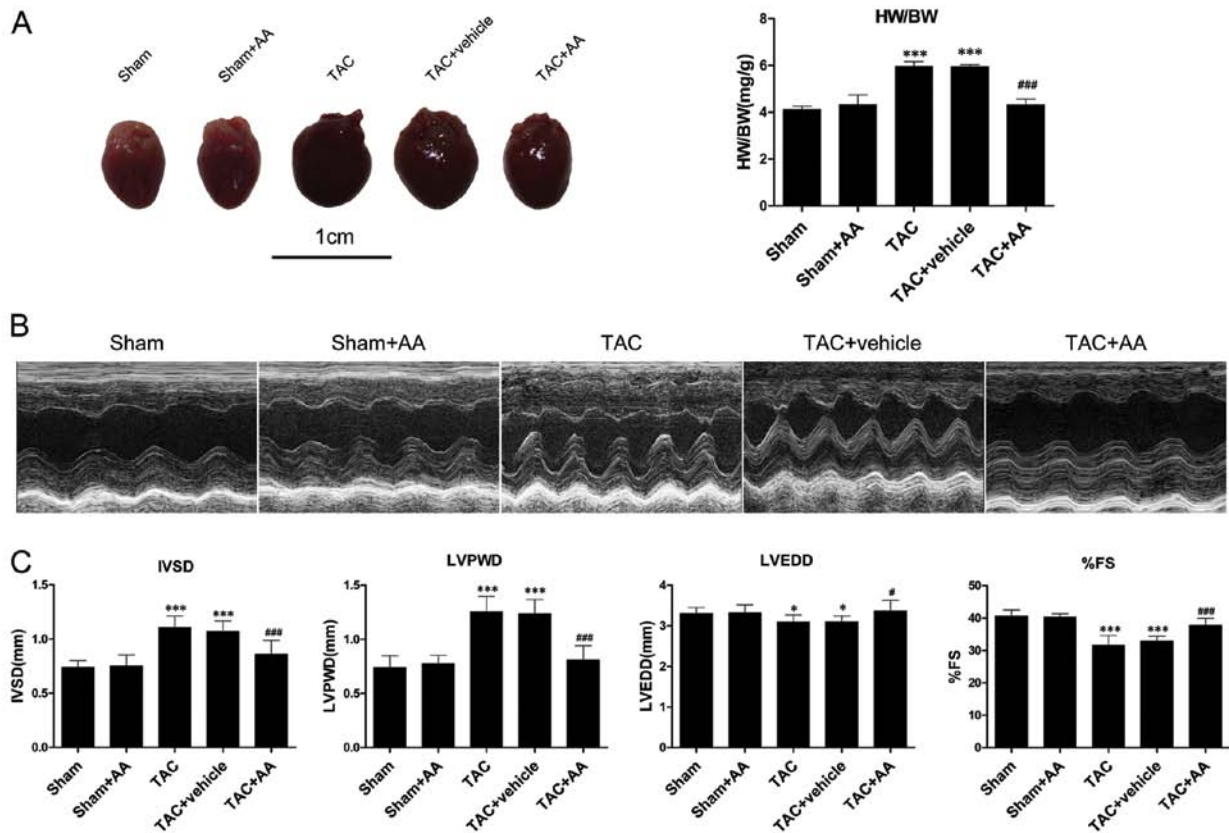 A
Sham
Sham+AA
TAC
TAC+vehicle
TAC+AA
1cm
HW/BW
HW/BW(mg/g)
8
6
4
2
0
***
***
###
Sham
Sham+AA
TAC
TAC+vehicle
TAC+AA
B
Sham
Sham+AA
TAC
TAC+vehicle
TAC+AA
C
IVSD
IVSD(mm)
1.5
1.0
0.5
0.0
***
***
###
Sham
Sham+AA
TAC
TAC+vehicle
TAC+AA
LVPWD
LVPWD(mm)
1.5
1.0
0.5
0.0
***
***
###
Sham
Sham+AA
TAC
TAC+vehicle
TAC+AA
LVEDD
LVEDD(mm)
4
3
2
1
0
*
*
#
Sham
Sham+AA
TAC
TAC+vehicle
TAC+AA
%FS
%FS
50
40
30
20
10
0
***
***
###
Sham
Sham+AA
TAC
TAC+vehicle
TAC+AA